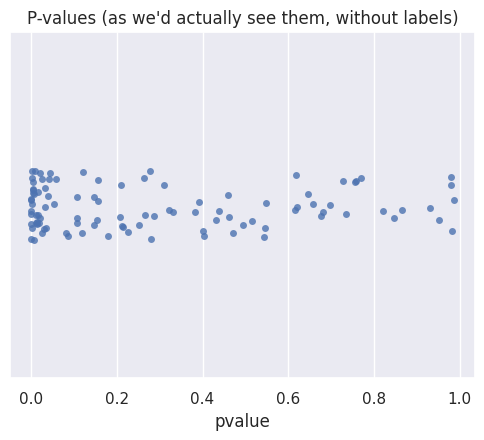 P-values (as we'd actually see them, without labels)
0.0 0.2 0.4 0.6 0.8 1.0
pvalue